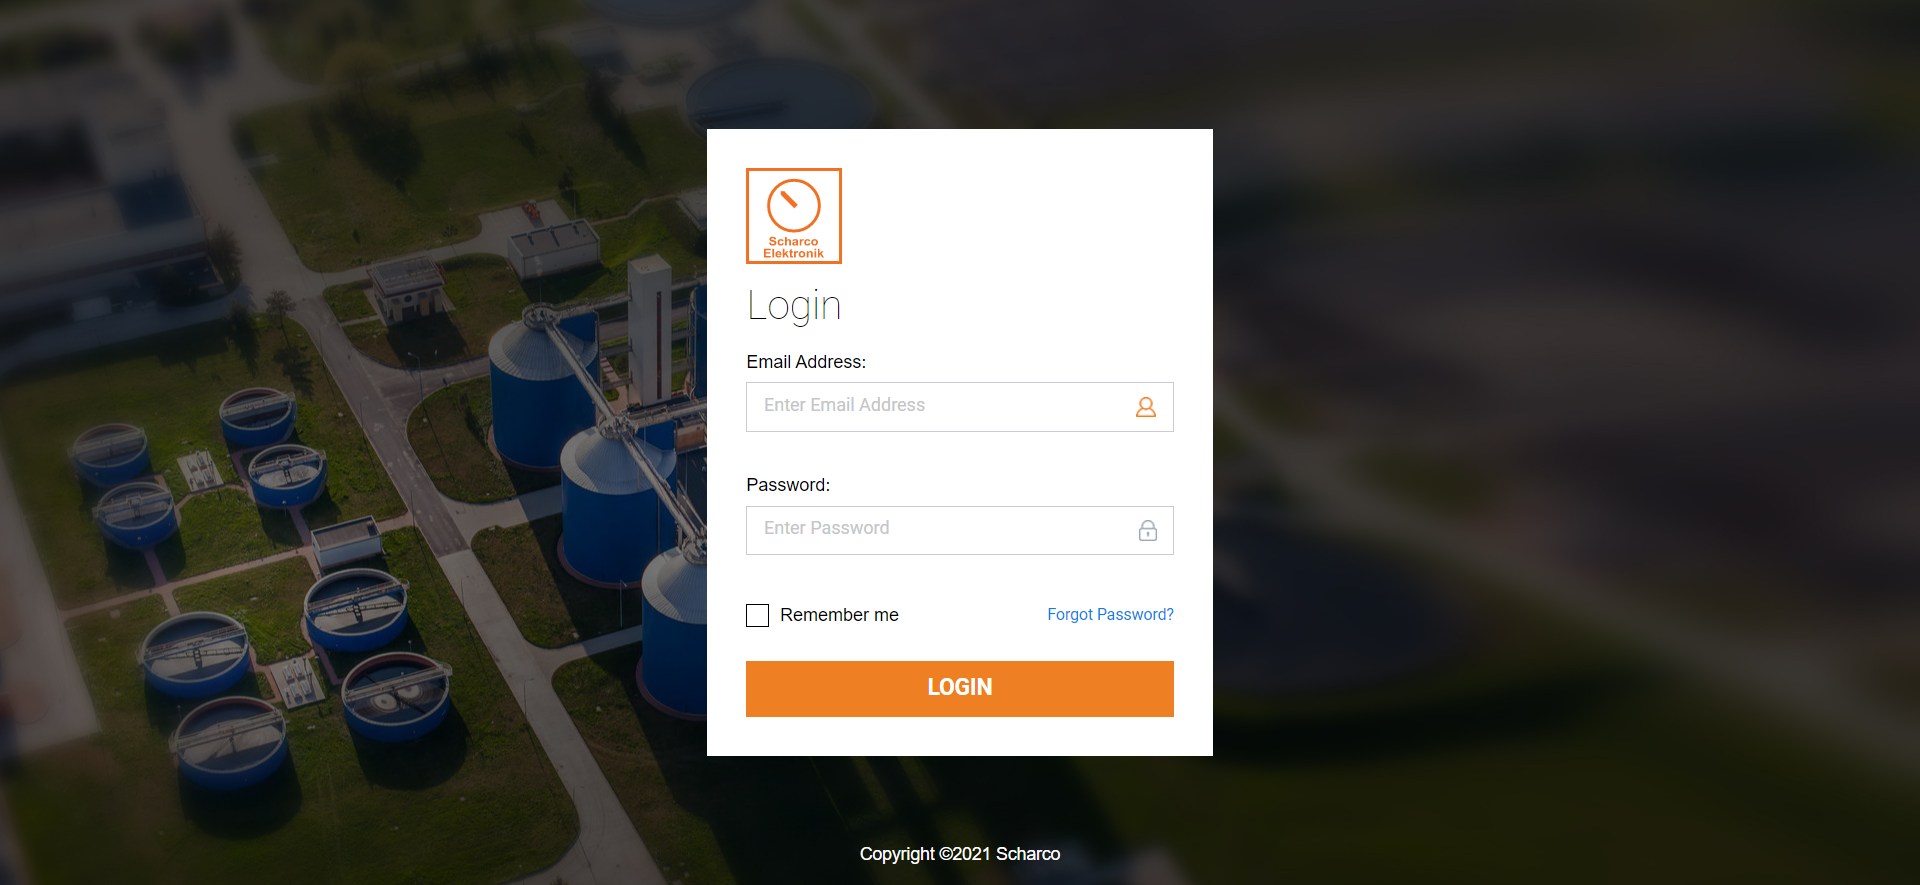 Scharco
Elektronik
Login
Email Address:
Enter Email Address
Password:
Enter Password
Remember me
Forgot Password?
LOGIN
Copyright ©2021 Scharco